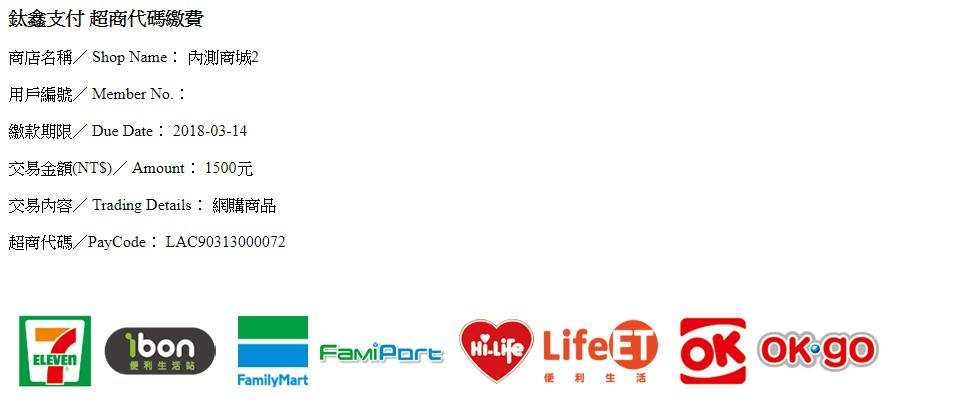 鈦鑫支付 超商代碼繳費
商店名稱／ Shop Name： 內測商城2
用戶編號／ Member No.：
繳款期限／ Due Date： 2018-03-14
交易金額(NT$)／ Amount： 1500元
交易內容／ Trading Details： 網購商品
超商代碼／PayCode： LAC90313000072
7 ELEVEN
ibon
便利生活站
FamilyMart
FamiPort
Hi-Life
LifeET
便利生活
OK
OK·go